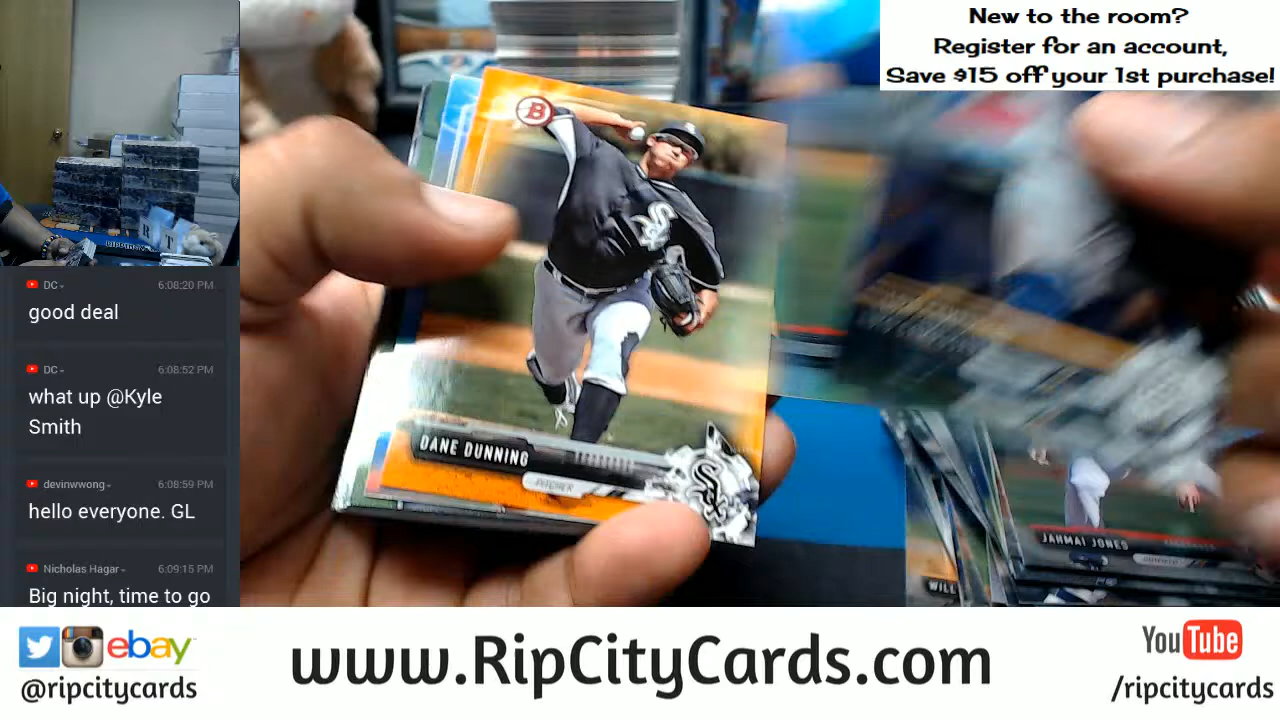 New to the room?
Register for an account,
Save $15 off your 1st purchase!
DC
6:08:20 PM
good deal
DC
6:08:52 PM
what up @Kyle
Smith
devinwwong
6:08:59 PM
hello everyone. GL
Nicholas Hagar
6:09:15 PM
Big night, time to go
R T
B
DANE DUNNING
PITCHER
JAHMAI JONES
WILL
ebay
@ripcitycards
www.RipCityCards.com
YouTube
/ripcitycards